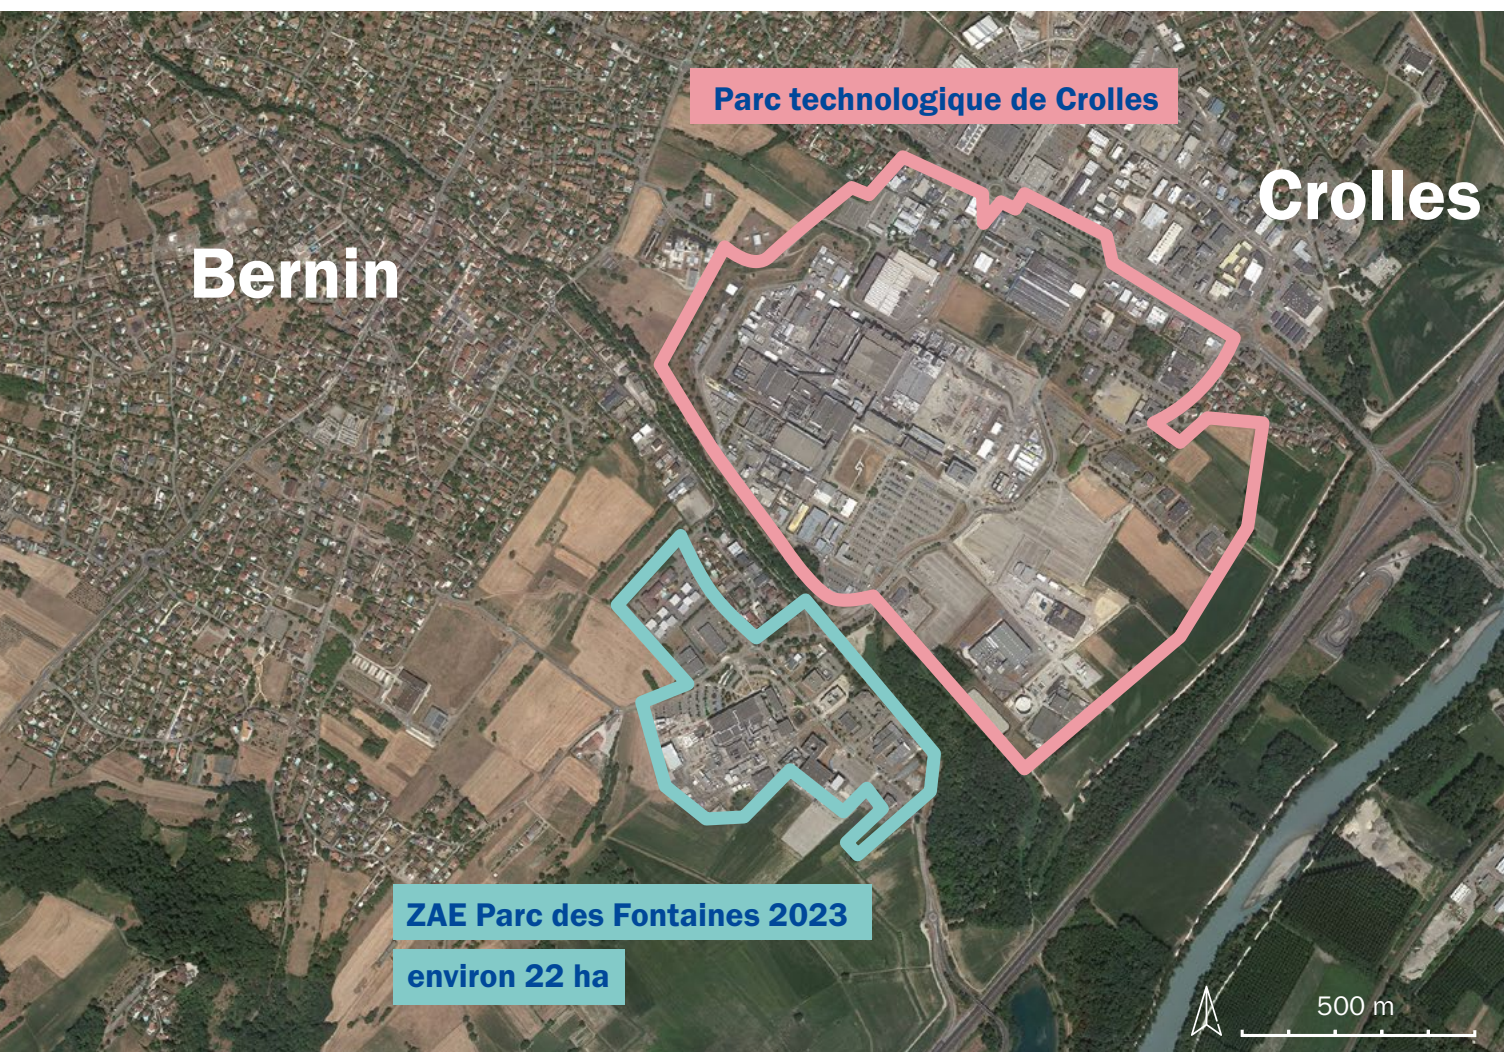 Parc technologique de Crolles
Crolles
Bernin
ZAE Parc des Fontaines 2023
environ 22 ha
500 m